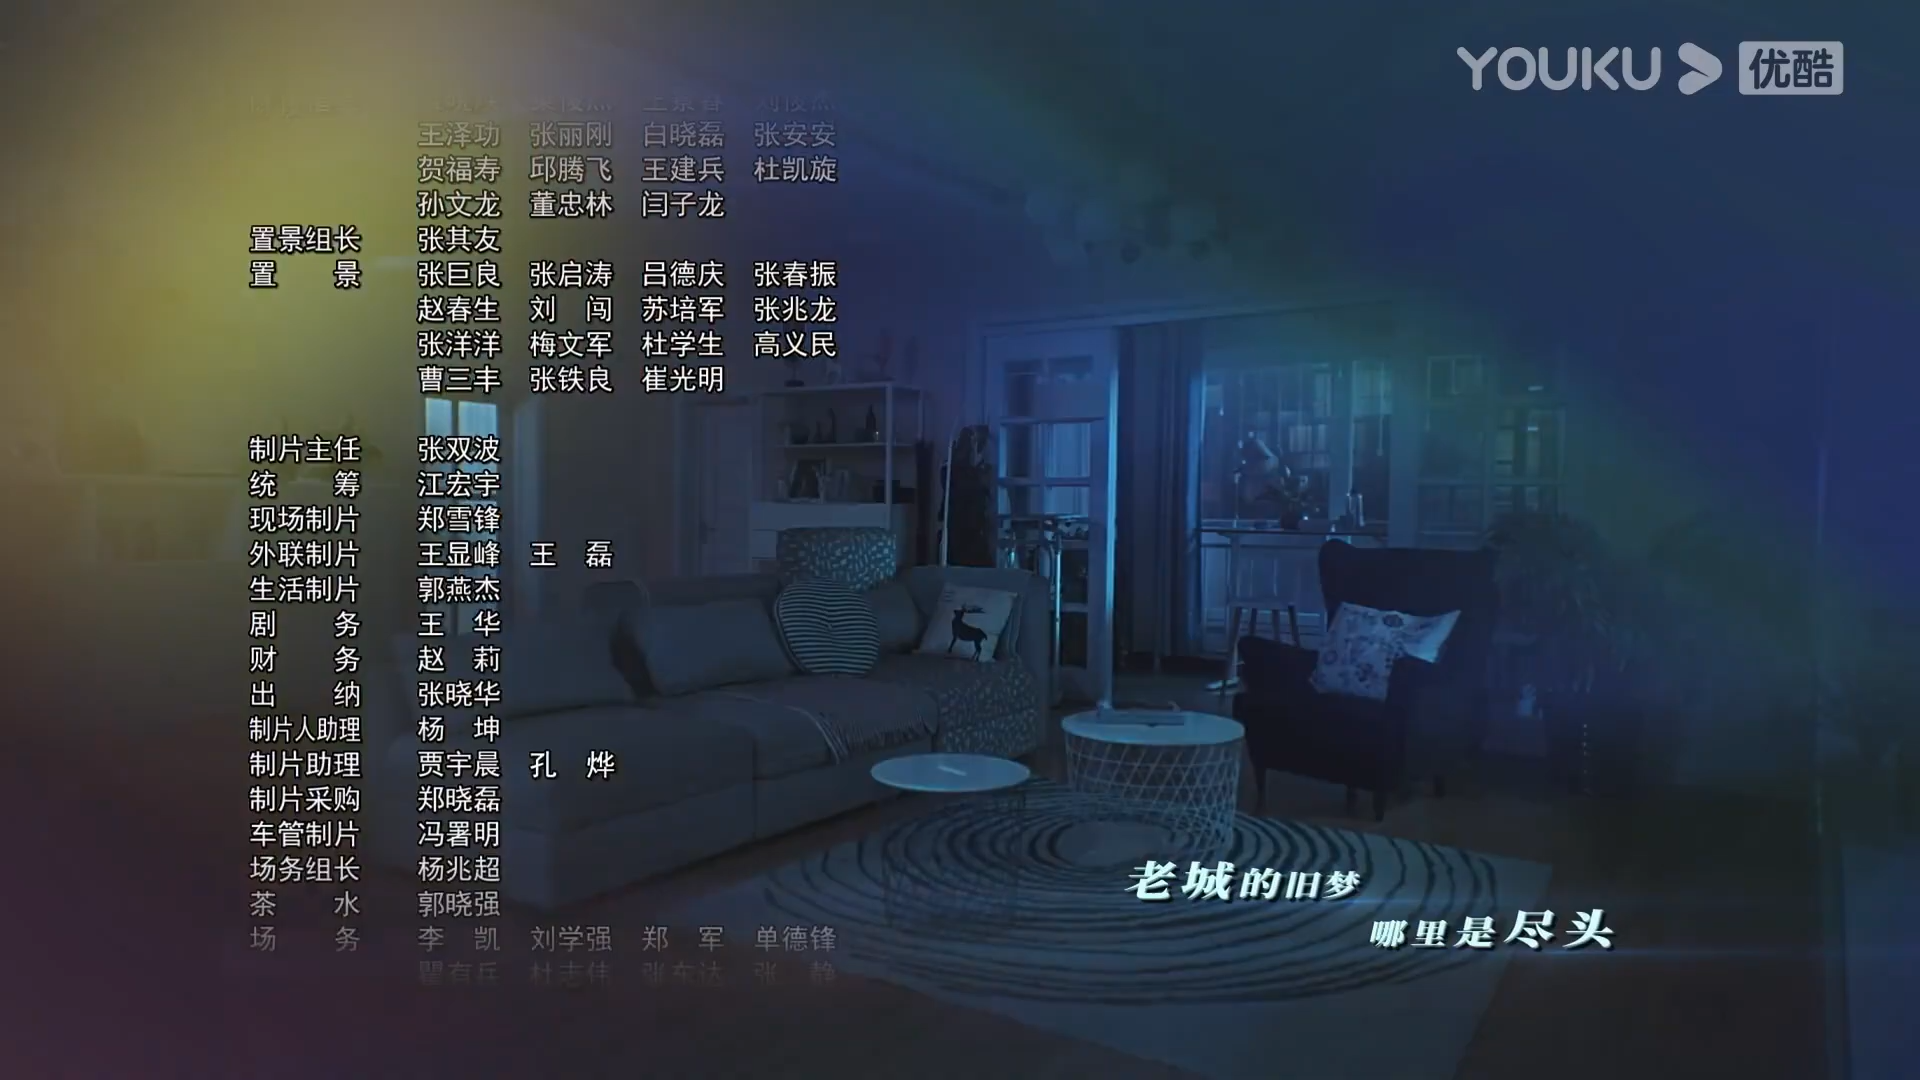 YOUKU 优酷
王泽功 张丽刚 白晓磊 张安安
贺福寿 邱腾飞 王建兵 杜凯旋
孙文龙 董忠林 闫子龙
置景组长 张其友
置景 张巨良 张启涛 吕德庆 张春振
赵春生 刘闯 苏培军 张兆龙
张洋洋 梅文军 杜学生 高义民
曹三丰 张铁良 崔光明
制片主任 张双波
统筹 江宏宇
现场制片 郑雪锋
外联制片 王显峰 王磊
生活制片 郭燕杰
剧务 王华
财务 赵莉
出纳 张晓华
制片人助理 杨坤
制片助理 贾宇晨 孔烨
制片采购 郑晓磊
车管制片 冯署明
场务组长 杨兆超
茶水 郭晓强
场务 李凯 刘学强 郑军 单德锋
老城的旧梦
哪里是尽头